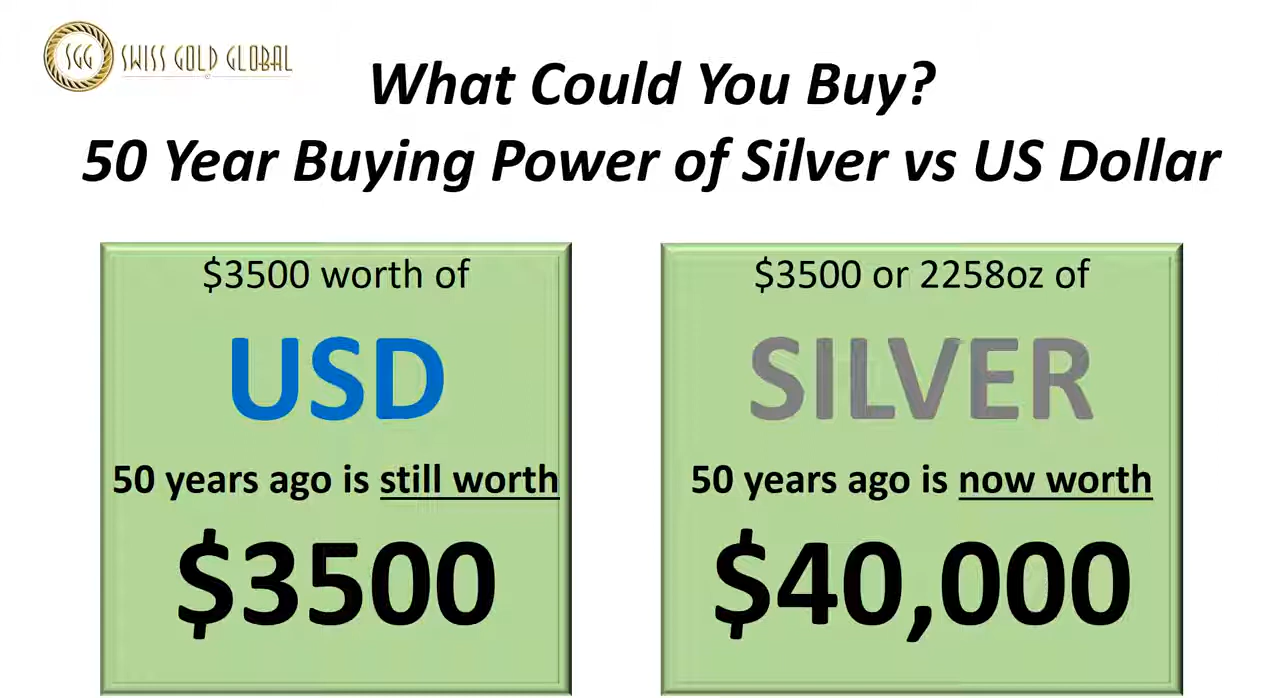 SGG SWISS GOLD GLOBAL
What Could You Buy?
50 Year Buying Power of Silver vs US Dollar
$3500 worth of
USD
50 years ago is still worth
$3500
$3500 or 2258oz of
SILVER
50 years ago is now worth
$40,000